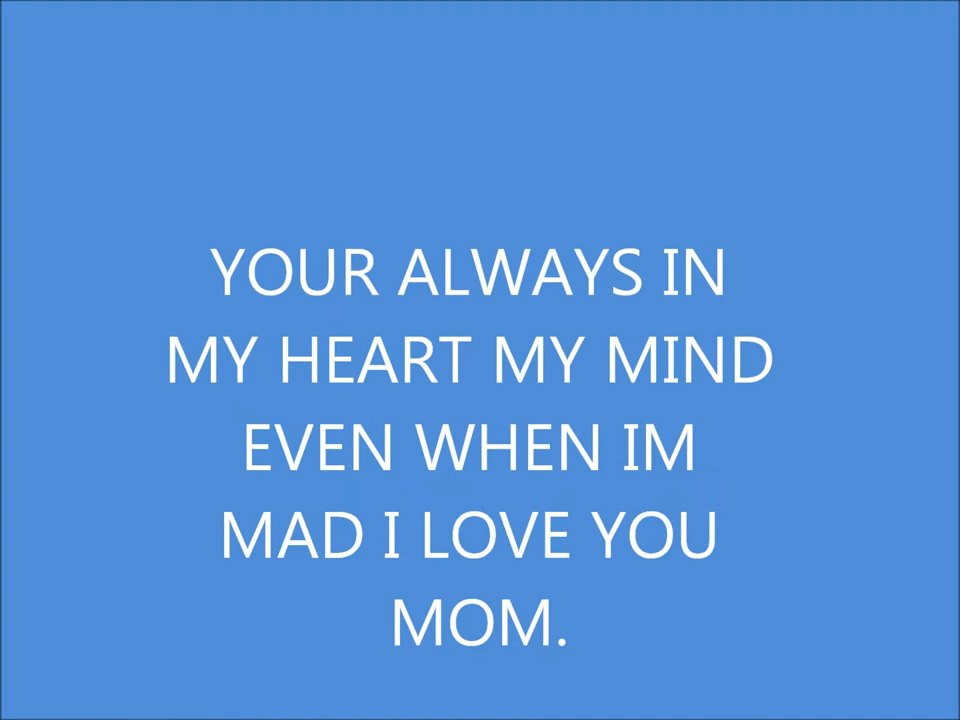 YOUR ALWAYS IN
MY HEART MY MIND
EVEN WHEN IM
MAD I LOVE YOU
MOM.